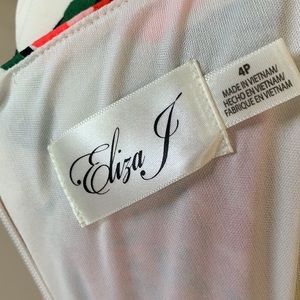 Eliza J
4P
MADE IN VIETNAM/
HECHO EN VIETNAM/
FABRIQUE EN VIETNAM